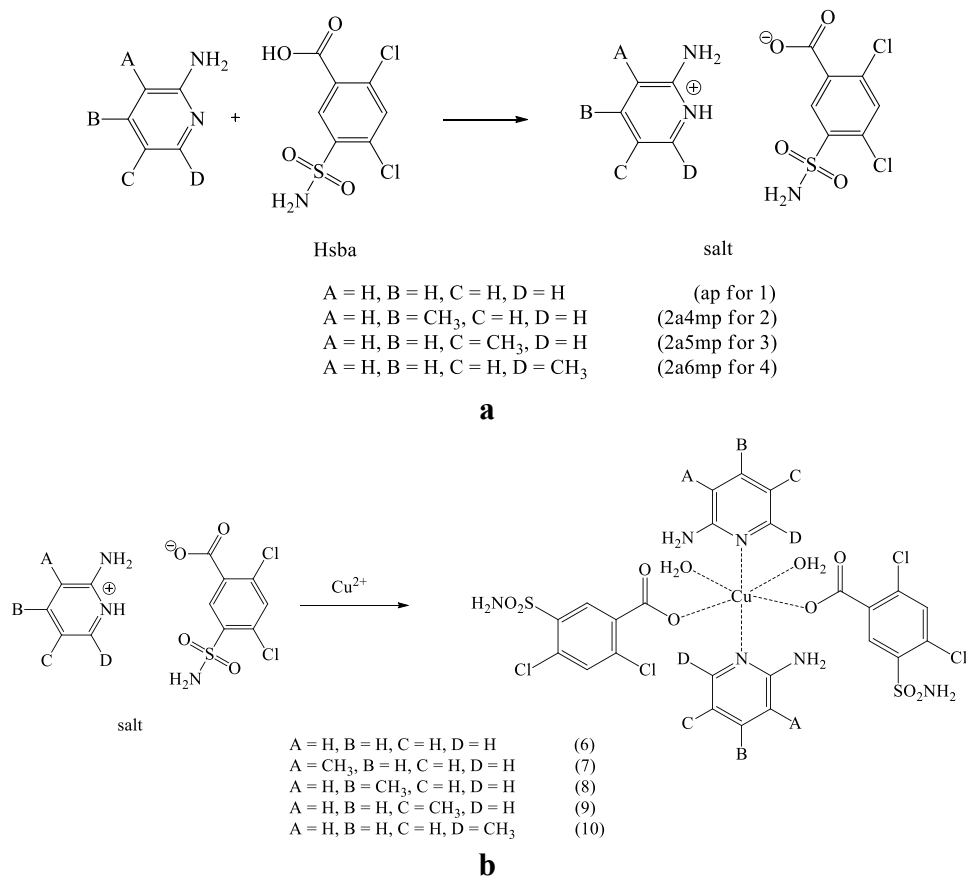 A
NH₂
B
N
C
D
+
HO
O
Cl
O
S
O
Cl
H₂N
A
NH₂
⊕
B
NH
C
D
⊖
O
O
Cl
O
S
O
Cl
H₂N
Hsba
salt
A = H, B = H, C = H, D = H (ap for 1)
A = H, B = CH₃, C = H, D = H (2a4mp for 2)
A = H, B = H, C = CH₃, D = H (2a5mp for 3)
A = H, B = H, C = H, D = CH₃ (2a6mp for 4)
a
A
NH₂
⊕
B
NH
C
D
⊖
O
O
Cl
O
S
O
Cl
H₂N
salt
Cu²⁺
B
A
C
H₂N
N
D
H₂O
OH₂
Cu
H₂NO₂S
O
O
Cl
Cl
O
O
Cl
Cl
SO₂NH₂
D
N
NH₂
C
A
B
A = H, B = H, C = H, D = H (6)
A = CH₃, B = H, C = H, D = H (7)
A = H, B = CH₃, C = H, D = H (8)
A = H, B = H, C = CH₃, D = H (9)
A = H, B = H, C = H, D = CH₃ (10)
b